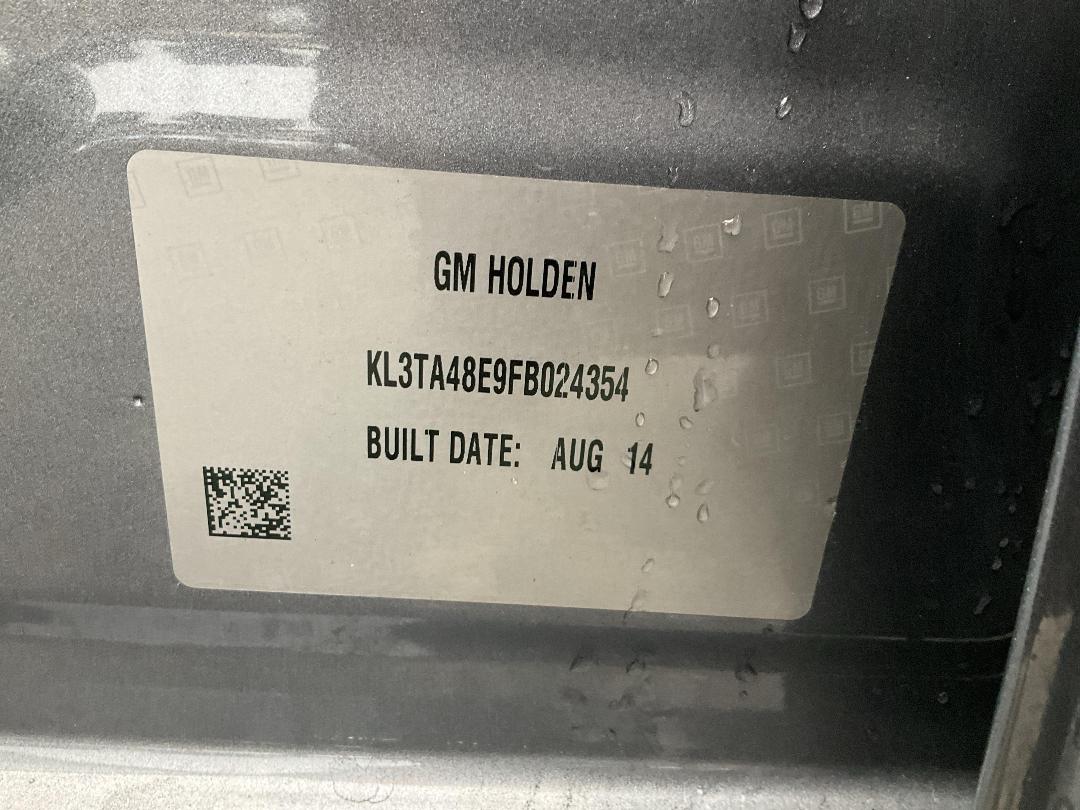 GM HOLDEN
KL3TA48E9FB024354
BUILT DATE: AUG 14